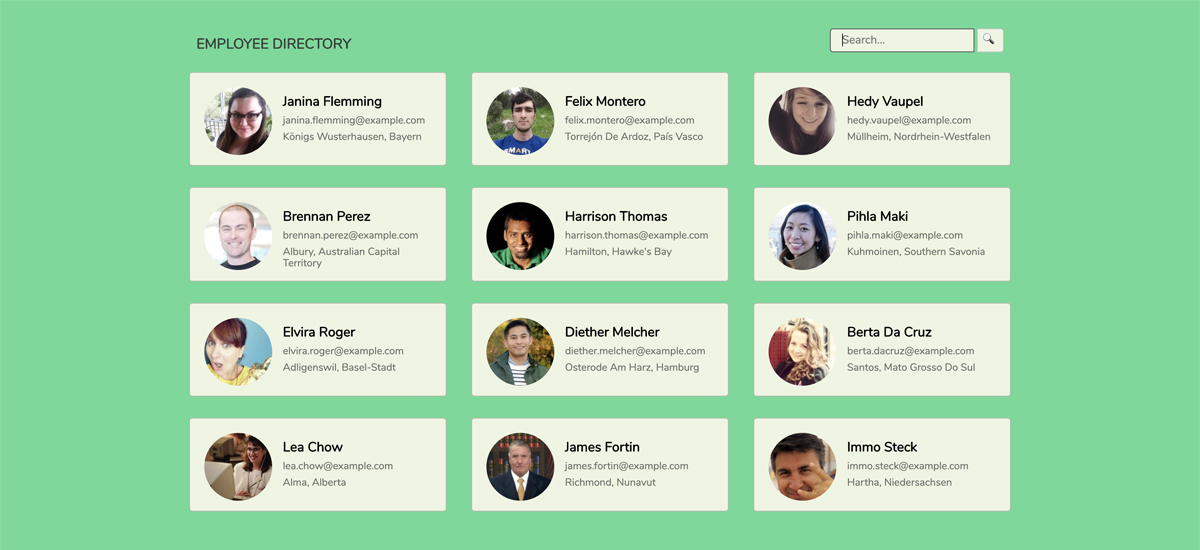 EMPLOYEE DIRECTORY
Search...
Janina Flemming
janina.flemming@example.com
Königs Wusterhausen, Bayern
Felix Montero
felix.montero@example.com
Torrejón De Ardoz, País Vasco
SMART
Hedy Vaupel
hedy.vaupel@example.com
Müllheim, Nordrhein-Westfalen
Brennan Perez
brennan.perez@example.com
Albury, Australian Capital
Territory
Harrison Thomas
harrison.thomas@example.com
Hamilton, Hawke's Bay
Pihla Maki
pihla.maki@example.com
Kuhmoinen, Southern Savonia
Elvira Roger
elvira.roger@example.com
Adligenswil, Basel-Stadt
Diether Melcher
diether.melcher@example.com
Osterode Am Harz, Hamburg
Berta Da Cruz
berta.dacruz@example.com
Santos, Mato Grosso Do Sul
Lea Chow
lea.chow@example.com
Alma, Alberta
James Fortin
james.fortin@example.com
Richmond, Nunavut
Immo Steck
immo.steck@example.com
Hartha, Niedersachsen